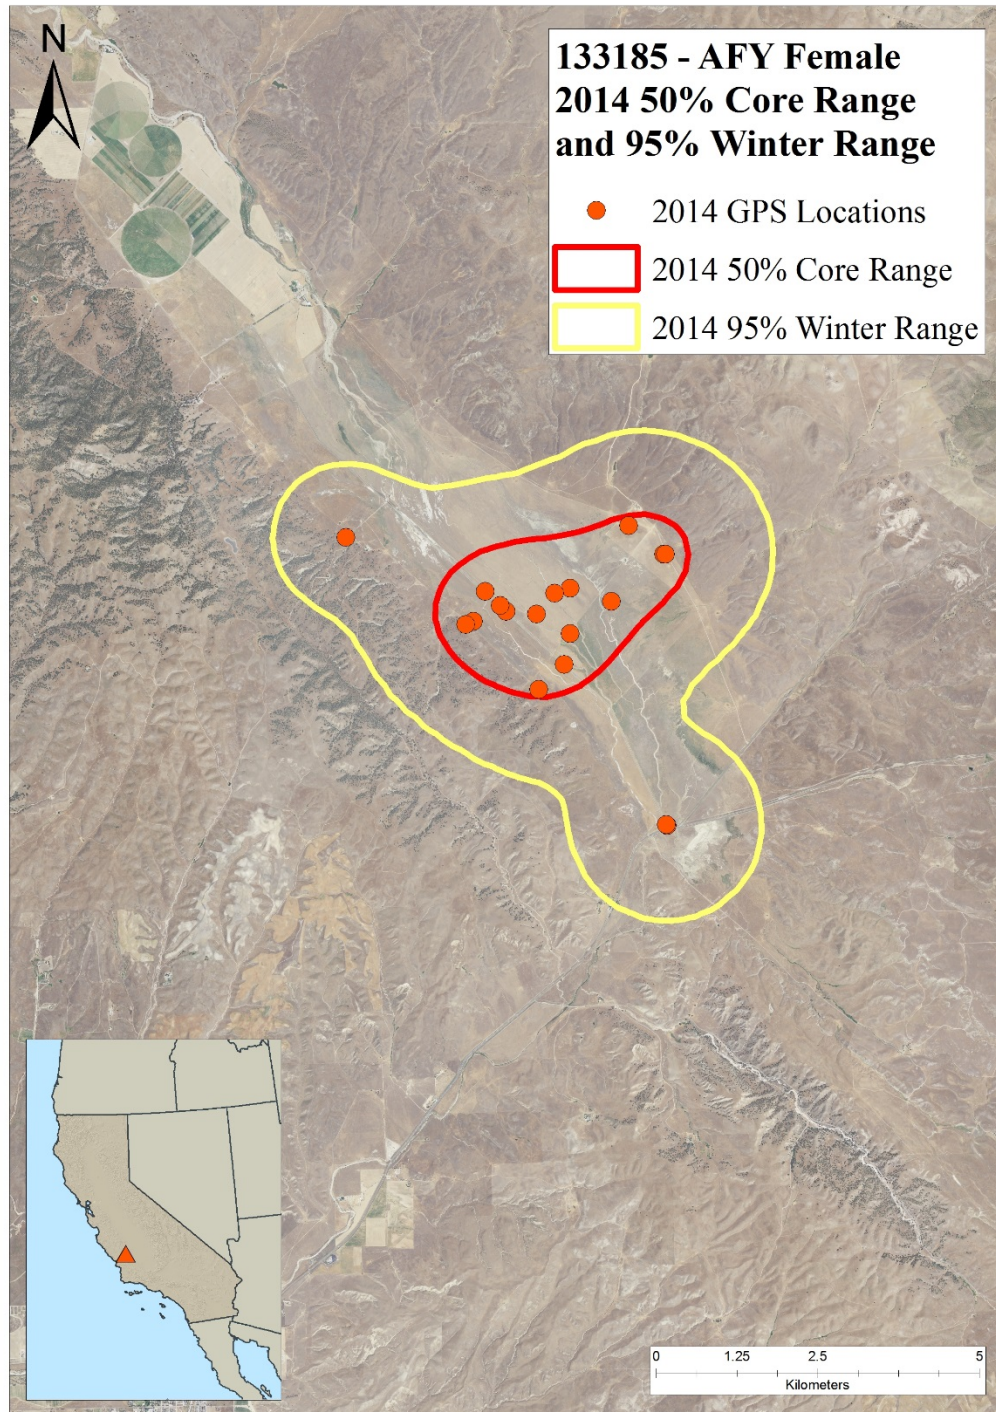 N
133185 - AFY Female
2014 50% Core Range
and 95% Winter Range
2014 GPS Locations
2014 50% Core Range
2014 95% Winter Range
0 1.25 2.5 5
Kilometers